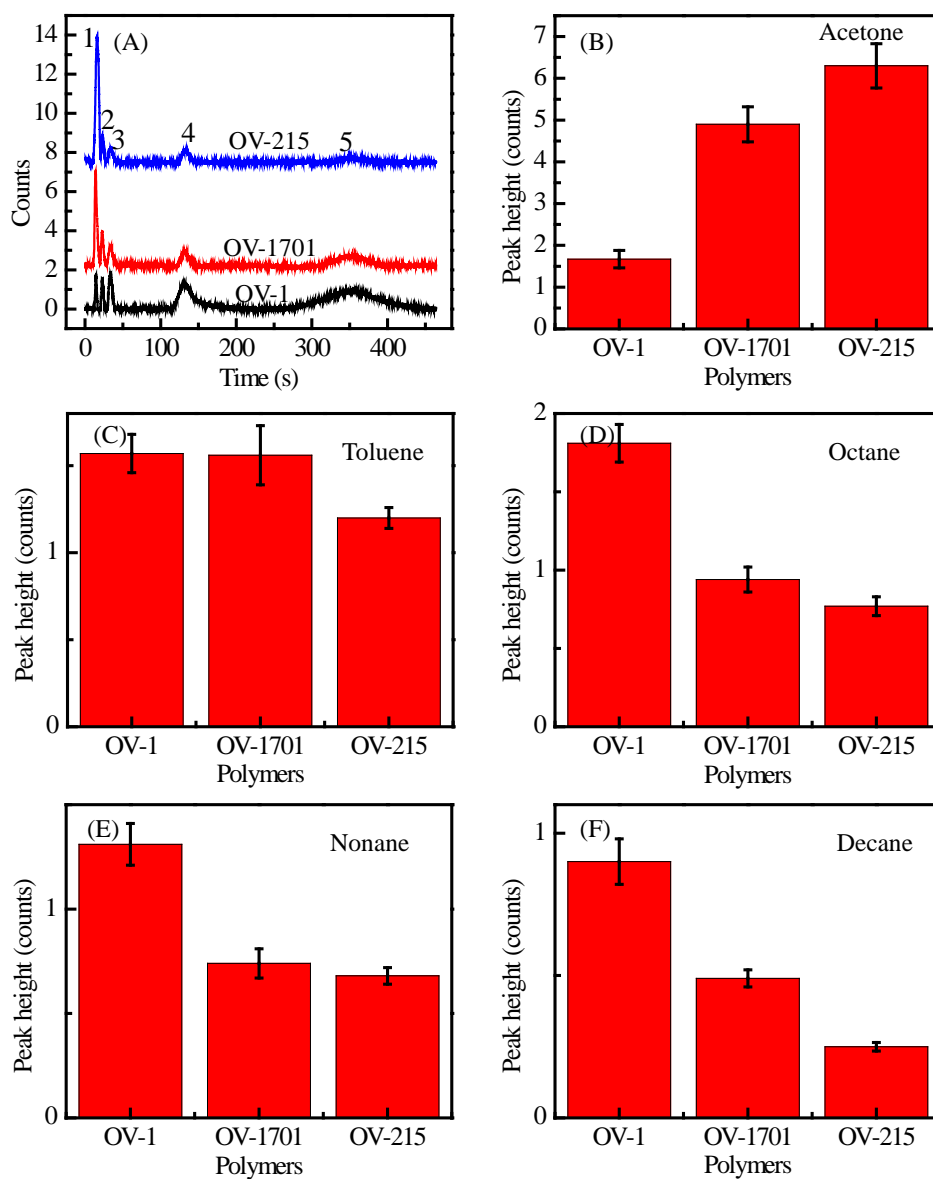 (A)
14
12
10
8
6
4
2
0
1
2
3
4
5
OV-215
OV-1701
OV-1
Counts
0 100 200 300 400
Time (s)
(B)
Acetone
7
6
5
4
3
2
1
0
Peak height (counts)
OV-1 OV-1701 OV-215
Polymers
(C)
Toluene
1
0
Peak height (counts)
OV-1 OV-1701 OV-215
Polymers
(D)
Octane
2
1
0
Peak height (counts)
OV-1 OV-1701 OV-215
Polymers
(E)
Nonane
1
0
Peak height (counts)
OV-1 OV-1701 OV-215
Polymers
(F)
Decane
1
0
Peak height (counts)
OV-1 OV-1701 OV-215
Polymers